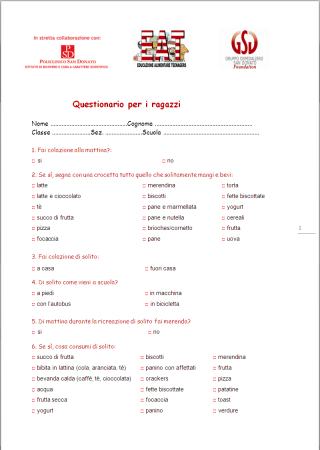 In stretta collaborazione con:
PSD
POLICLINICO SAN DONATO
ISTITUTO DI RICOVERO E CURA A CARATTERE SCIENTIFICO
EAT
EDUCAZIONE ALIMENTARE TEENAGERS
GSD
GRUPPO OSPEDALIERO
SAN DONATO
Foundation
Questionario per i ragazzi
Nome ........................................Cognome ..................................................
Classe .....................Sez. ...................Scuola ..................................................
1. Fai colazione alla mattina?:
:: si :: no
2. Se sì, segna con una crocetta tutto quello che solitamente mangi e bevi:
:: latte :: merendina :: torta
:: latte e cioccolato :: biscotti :: fette biscottate
:: tè :: pane e marmellata :: yogurt
:: succo di frutta :: pane e nutella :: cereali
:: pizza :: brioche/cornetto :: frutta
:: focaccia :: pane :: uova
1
3. Fai colazione di solito:
:: a casa :: fuori casa
4. Di solito come vieni a scuola?
:: a piedi :: in macchina
:: con l'autobus :: in bicicletta
5. Di mattina durante la ricreazione di solito fai merenda?
:: si :: no
6. Se sì, cosa consumi di solito:
:: succo di frutta :: biscotti :: merendina
:: bibita in lattina (cola, aranciata, tè) :: panino con affettati :: frutta
:: bevanda calda (caffè, tè, cioccolata) :: crackers :: pizza
:: acqua :: fette biscottate :: patatine
:: frutta secca :: focaccia :: toast
:: yogurt :: panino :: verdure